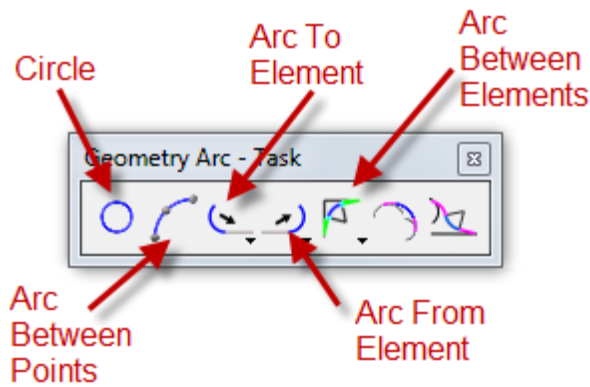 Arc To
Element
Arc
Between
Elements
Circle
Geometry Arc - Task
Arc
Between
Points
Arc From
Element